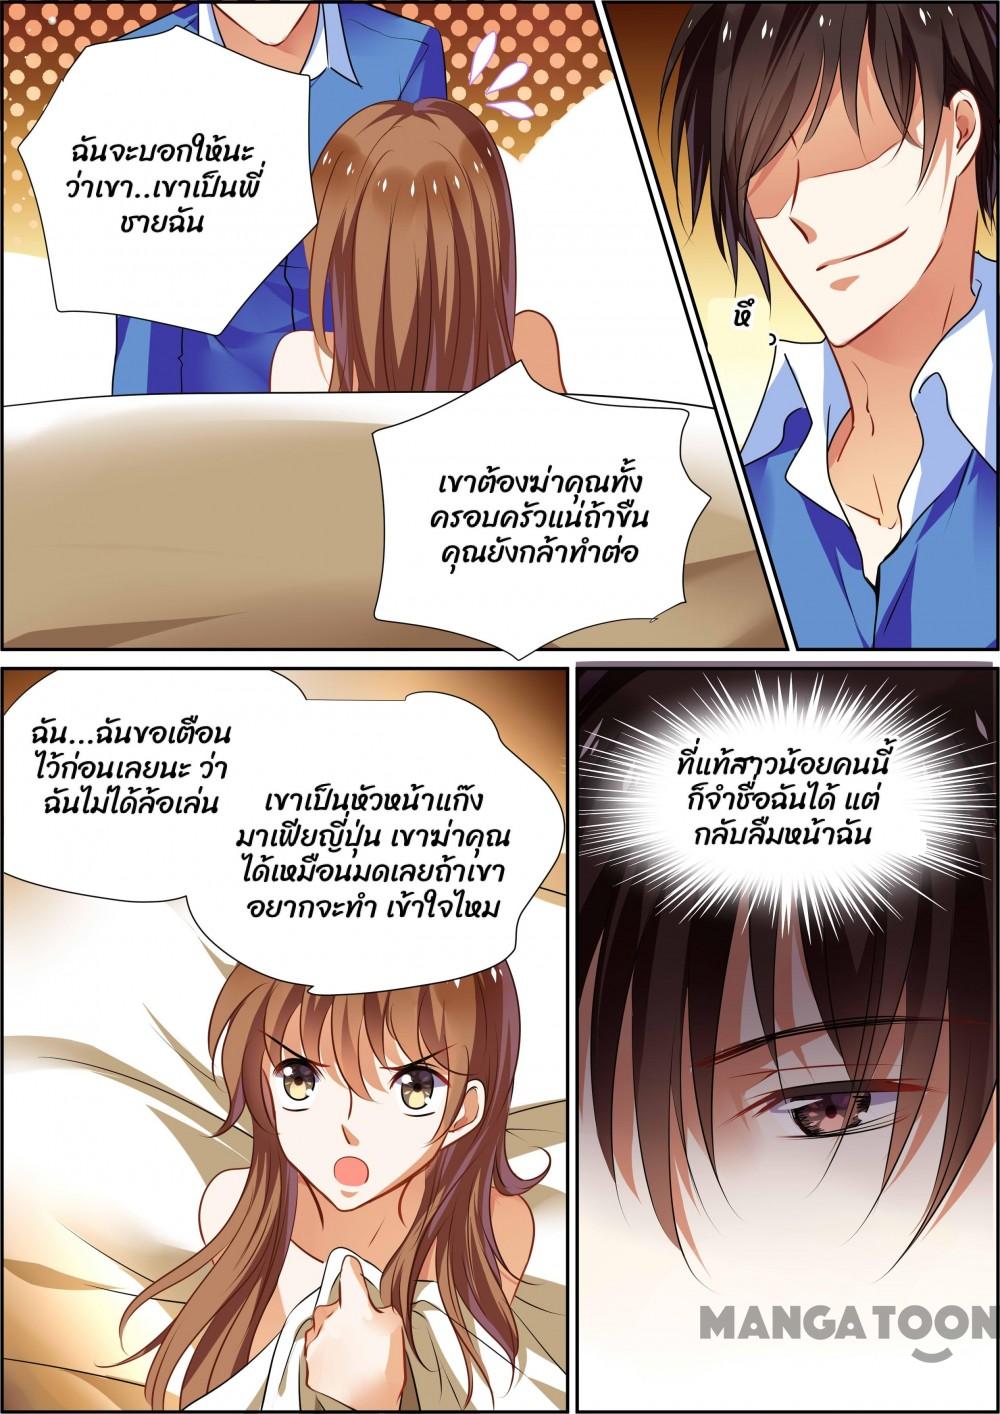 ฉันจะบอกให้นะ
ว่าเขา..เขาเป็นพี่
ชายฉัน
หึ
เขาต้องฆ่าคุณทั้ง
ครอบครัวแน่ถ้าขืน
คุณยังกล้าทำต่อ
ฉัน...ฉันขอเตือน
ไว้ก่อนเลยนะ ว่า
ฉันไม่ได้ล้อเล่น
เขาเป็นหัวหน้าแก๊ง
มาเฟียญี่ปุ่น เขาฆ่าคุณ
ได้เหมือนมดเลยถ้าเขา
อยากจะทำ เข้าใจไหม
ที่แท้สาวน้อยคนนี้
ก็จำชื่อฉันได้ แต่
กลับลืมหน้าฉัน
MANGATOON